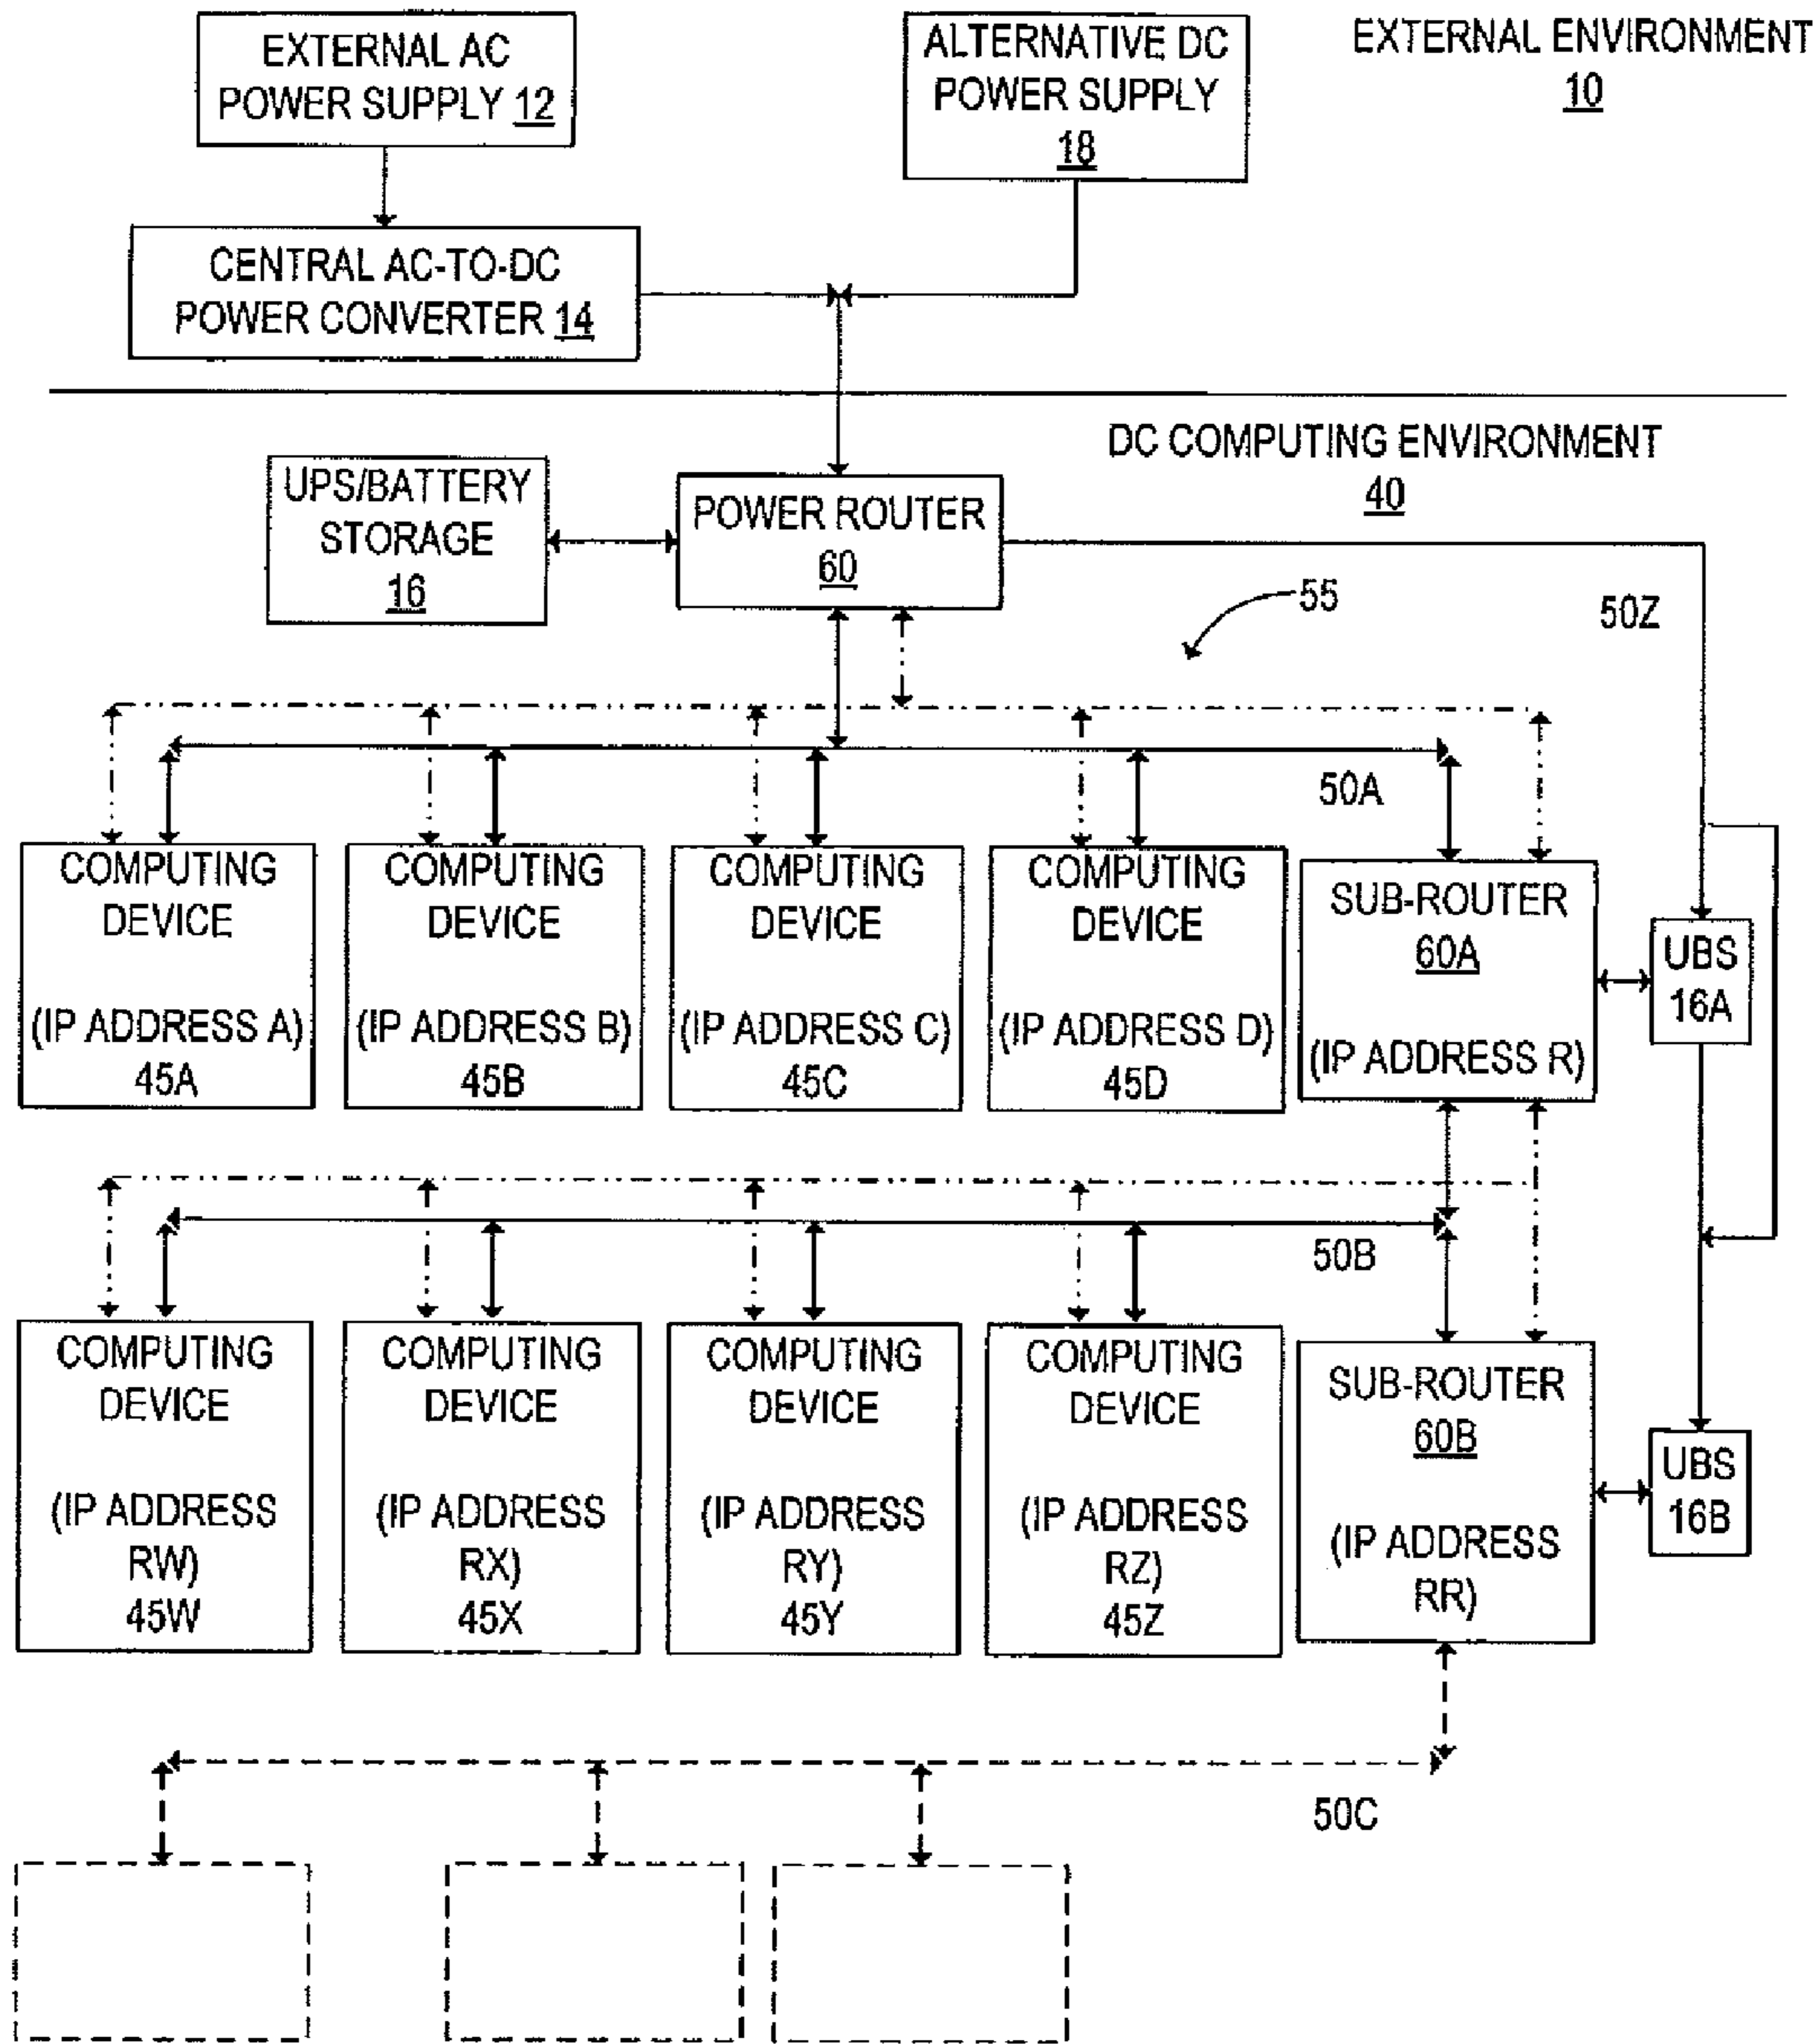 EXTERNAL AC
POWER SUPPLY 12
ALTERNATIVE DC
POWER SUPPLY
18
EXTERNAL ENVIRONMENT
10
CENTRAL AC-TO-DC
POWER CONVERTER 14
DC COMPUTING ENVIRONMENT
40
UPS/BATTERY
STORAGE
16
POWER ROUTER
60
55
50Z
50A
COMPUTING
DEVICE
(IP ADDRESS A)
45A
COMPUTING
DEVICE
(IP ADDRESS B)
45B
COMPUTING
DEVICE
(IP ADDRESS C)
45C
COMPUTING
DEVICE
(IP ADDRESS D)
45D
SUB-ROUTER
60A
(IP ADDRESS R)
UBS
16A
50B
COMPUTING
DEVICE
(IP ADDRESS
RW)
45W
COMPUTING
DEVICE
(IP ADDRESS
RX)
45X
COMPUTING
DEVICE
(IP ADDRESS
RY)
45Y
COMPUTING
DEVICE
(IP ADDRESS
RZ)
45Z
SUB-ROUTER
60B
(IP ADDRESS
RR)
UBS
16B
50C